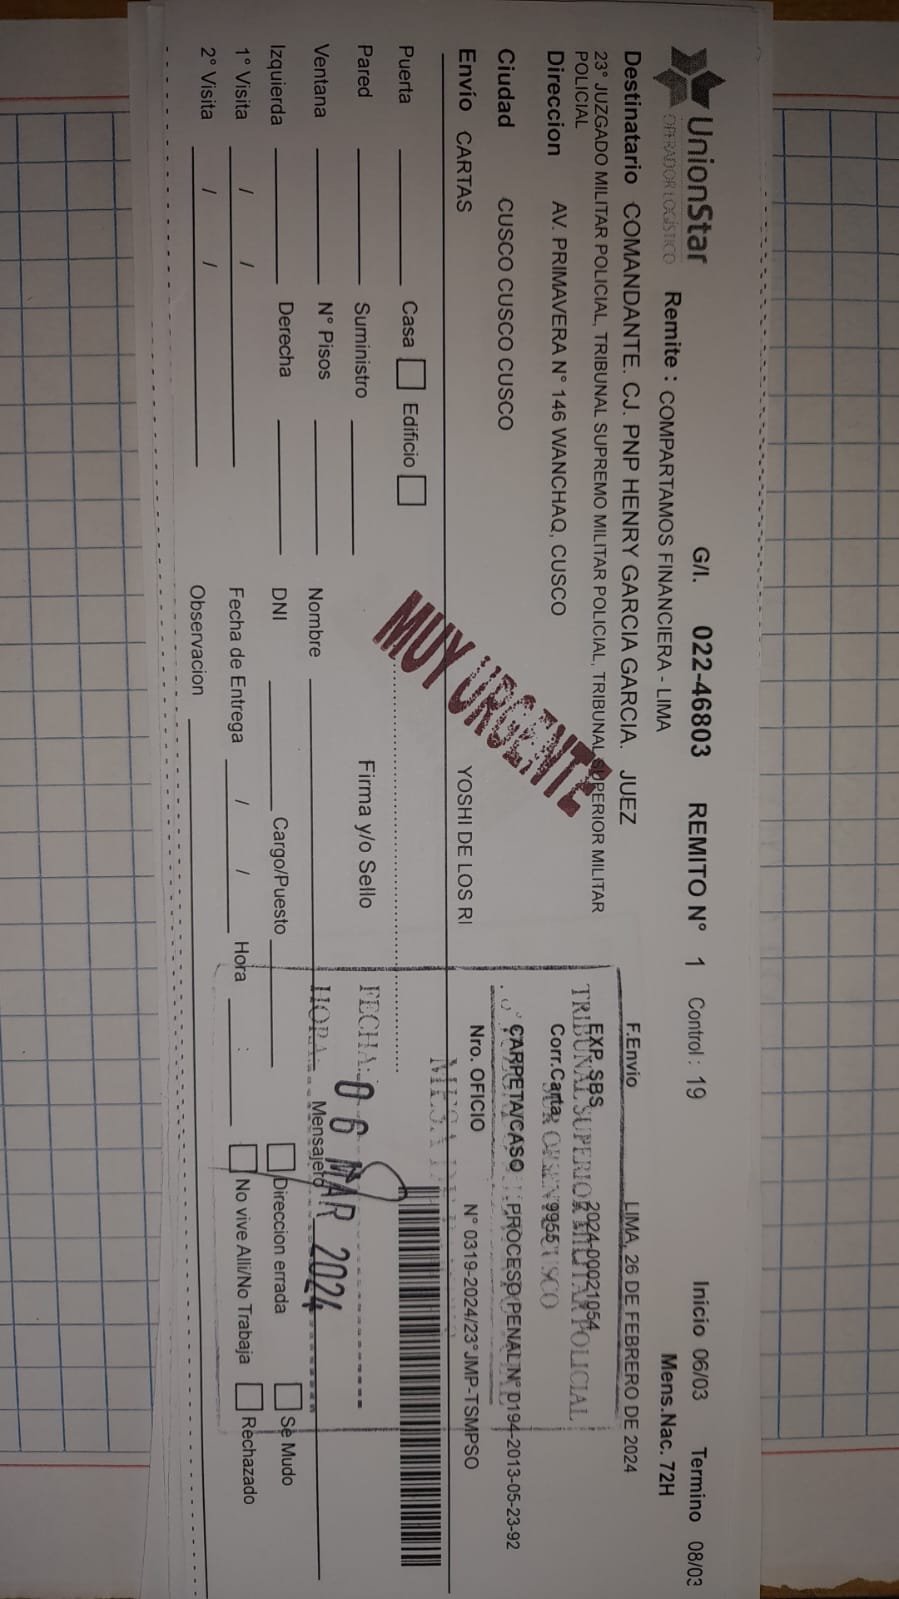 UnionStar
OPERADOR LOGÍSTICO
G/I. 022-46803 REMITO N° 1 Control : 19 Inicio 06/03 Termino 08/03
Remite : COMPARTAMOS FINANCIERA - LIMA Mens.Nac. 72H
Destinatario COMANDANTE. CJ. PNP HENRY GARCIA GARCIA. JUEZ
23° JUZGADO MILITAR POLICIAL, TRIBUNAL SUPREMO MILITAR POLICIAL, TRIBUNAL SUPERIOR MILITAR
POLICIAL
Direccion AV. PRIMAVERA N° 146 WANCHAQ, CUSCO
Ciudad CUSCO CUSCO CUSCO
Envío CARTAS YOSHI DE LOS RI
F.Envio LIMA, 26 DE FEBRERO DE 2024
EXP. SBS 2024-00021054
Corr.Carta 9955
CARPETA/CASO PROCESO PENAL N° 0194-2013-05-23-92
Nro. OFICIO N° 0319-2024/23°JMP-TSMPSO
MUY URGENTE
TRIBUNAL SUPERIOR MILITAR POLICIAL
CUSCO
MESA
FECHA: 06 MAR 2024
HORA:
Puerta Casa Edificio
Pared Suministro Firma y/o Sello
Ventana N° Pisos Nombre Mensajero
Izquierda Derecha DNI Cargo/Puesto Direccion errada Se Mudo
1° Visita / / Fecha de Entrega / / Hora : No vive Alli/No Trabaja Rechazado
2° Visita / / Observacion